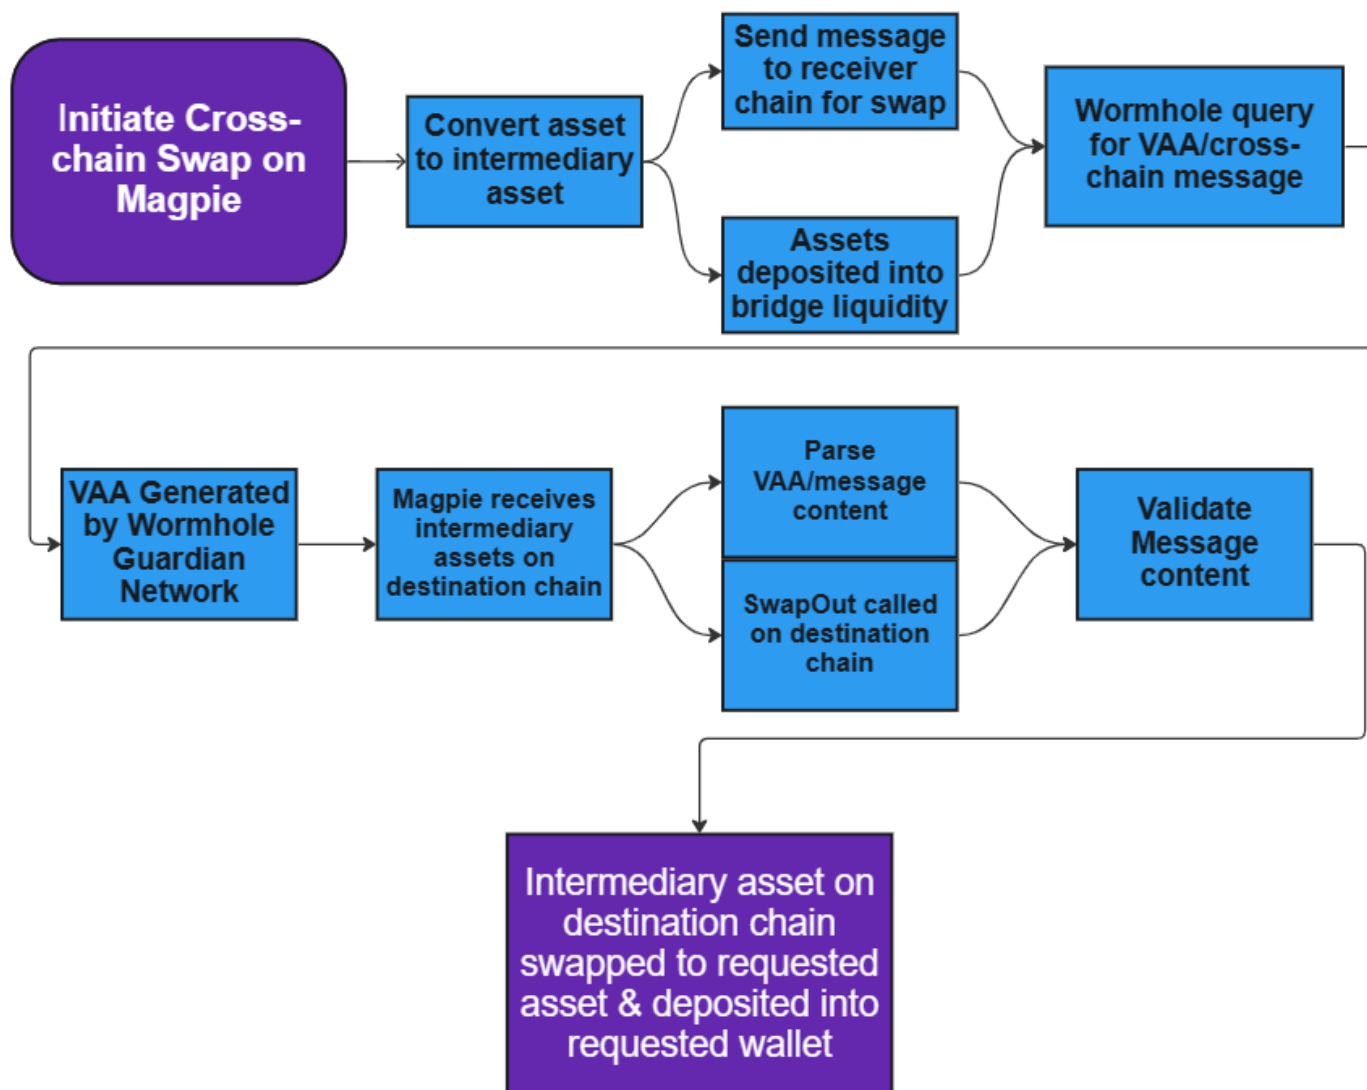 Initiate Cross-
chain Swap on
Magpie
Convert asset
to intermediary
asset
Send message
to receiver
chain for swap
Assets
deposited into
bridge liquidity
Wormhole query
for VAA/cross-
chain message
VAA Generated
by Wormhole
Guardian
Network
Magpie receives
intermediary
assets on
destination chain
Parse
VAA/message
content
SwapOut called
on destination
chain
Validate
Message
content
Intermediary asset on
destination chain
swapped to requested
asset & deposited into
requested wallet